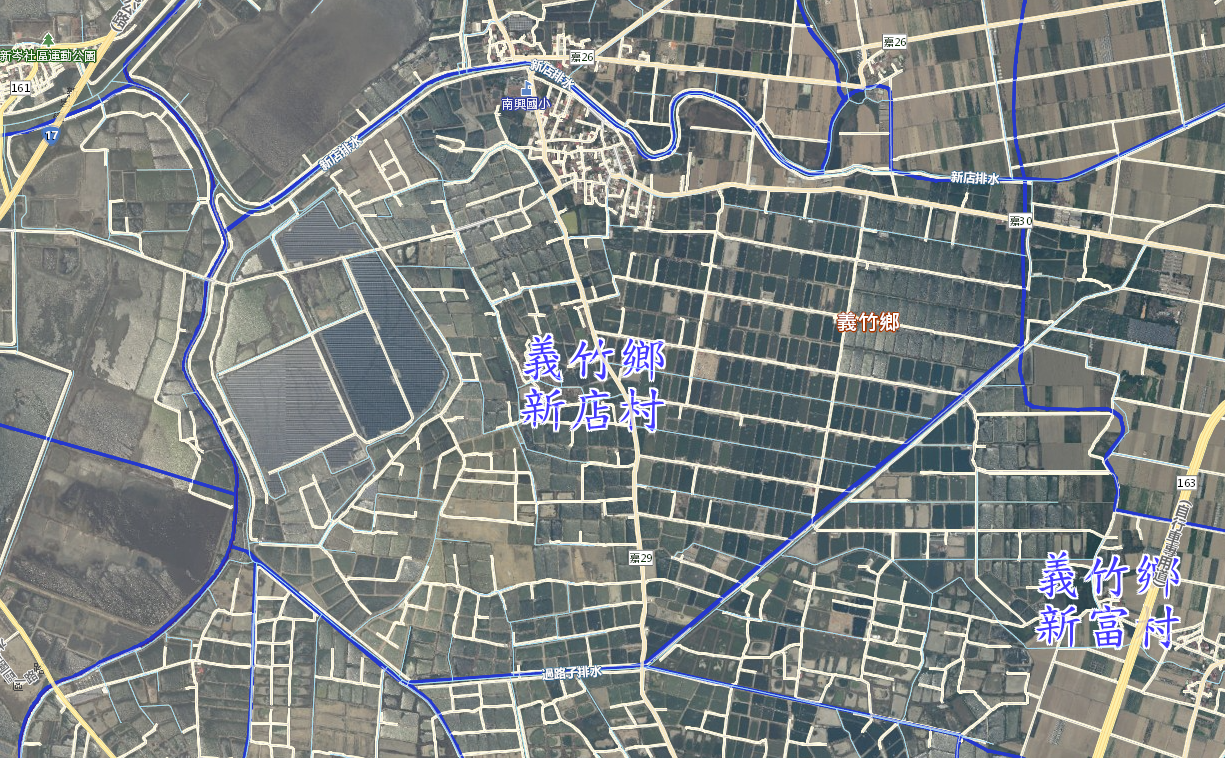 新岑社區運動公園
161
17
嘉26
嘉26
新店排水
南興國小
新店排水
新店排水
嘉30
義竹鄉
義竹鄉
新店村
163
嘉29
義竹鄉
新富村
過路子排水